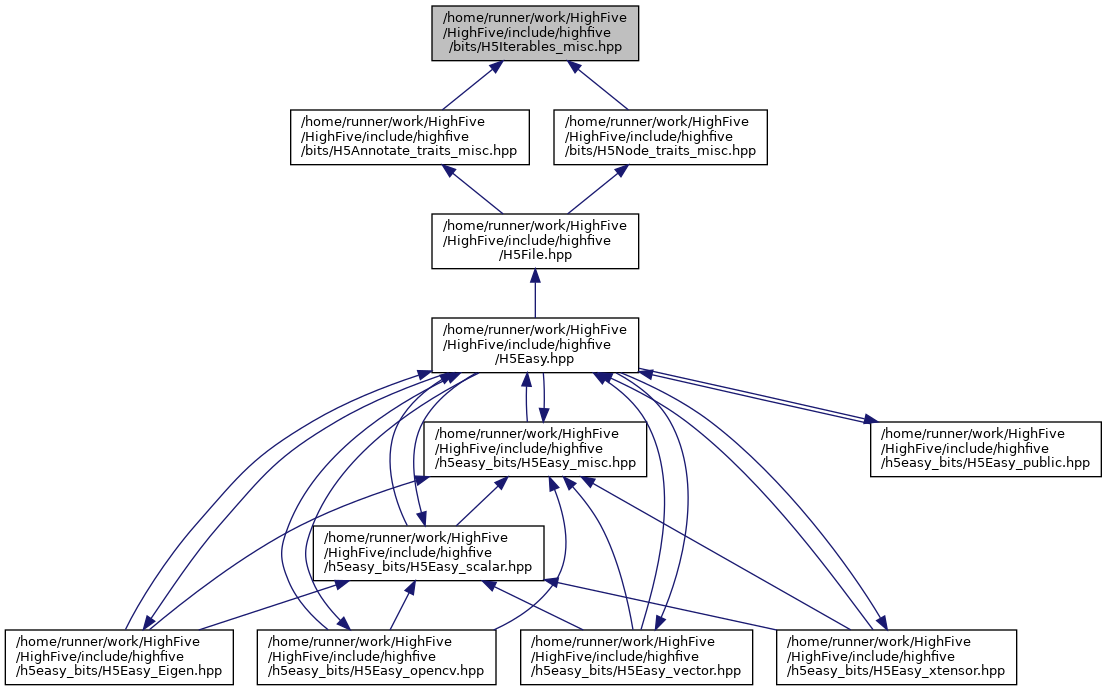 /home/runner/work/HighFive
/HighFive/include/highfive
/bits/H5Iterables_misc.hpp
/home/runner/work/HighFive
/HighFive/include/highfive
/bits/H5Annotate_traits_misc.hpp
/home/runner/work/HighFive
/HighFive/include/highfive
/bits/H5Node_traits_misc.hpp
/home/runner/work/HighFive
/HighFive/include/highfive
/H5File.hpp
/home/runner/work/HighFive
/HighFive/include/highfive
/H5Easy.hpp
/home/runner/work/HighFive
/HighFive/include/highfive
/h5easy_bits/H5Easy_misc.hpp
/home/runner/work/HighFive
/HighFive/include/highfive
/h5easy_bits/H5Easy_public.hpp
/home/runner/work/HighFive
/HighFive/include/highfive
/h5easy_bits/H5Easy_scalar.hpp
/home/runner/work/HighFive
/HighFive/include/highfive
/h5easy_bits/H5Easy_Eigen.hpp
/home/runner/work/HighFive
/HighFive/include/highfive
/h5easy_bits/H5Easy_opencv.hpp
/home/runner/work/HighFive
/HighFive/include/highfive
/h5easy_bits/H5Easy_vector.hpp
/home/runner/work/HighFive
/HighFive/include/highfive
/h5easy_bits/H5Easy_xtensor.hpp